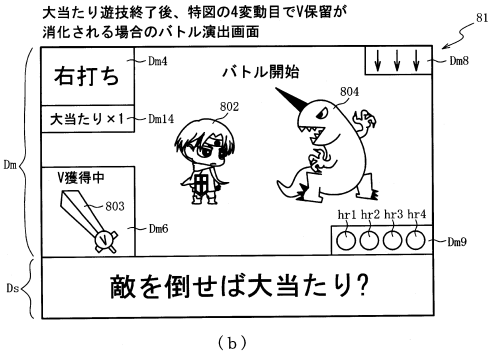 大当たり遊技終了後、特図の4変動目でV保留が
消化される場合のバトル演出画面
81
右打ち
Dm4
バトル開始
↓ ↓ ↓
Dm8
大当たり×1
Dm14
802
804
Dm
V獲得中
803
V
Dm6
hr1 hr2 hr3 hr4
Dm9
Ds
敵を倒せば大当たり?
(b)